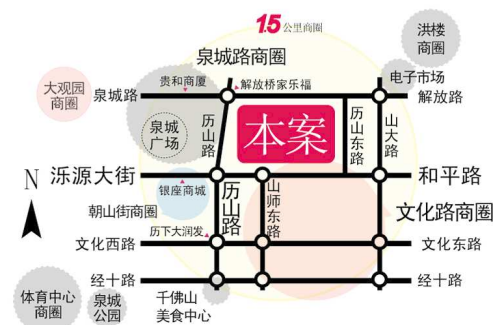 1.5公里商圈
洪楼
商圈
泉城路商圈
贵和商厦
解放桥家乐福
电子市场
大观园
商圈
泉城路
解放路
泉城
广场
历山路
本案
历山东路
山大路
N
泺源大街
和平路
银座商城
历山路
山师东路
朝山街商圈
文化路商圈
历下大润发
文化西路
文化东路
经十路
经十路
体育中心
商圈
泉城
公园
千佛山
美食中心